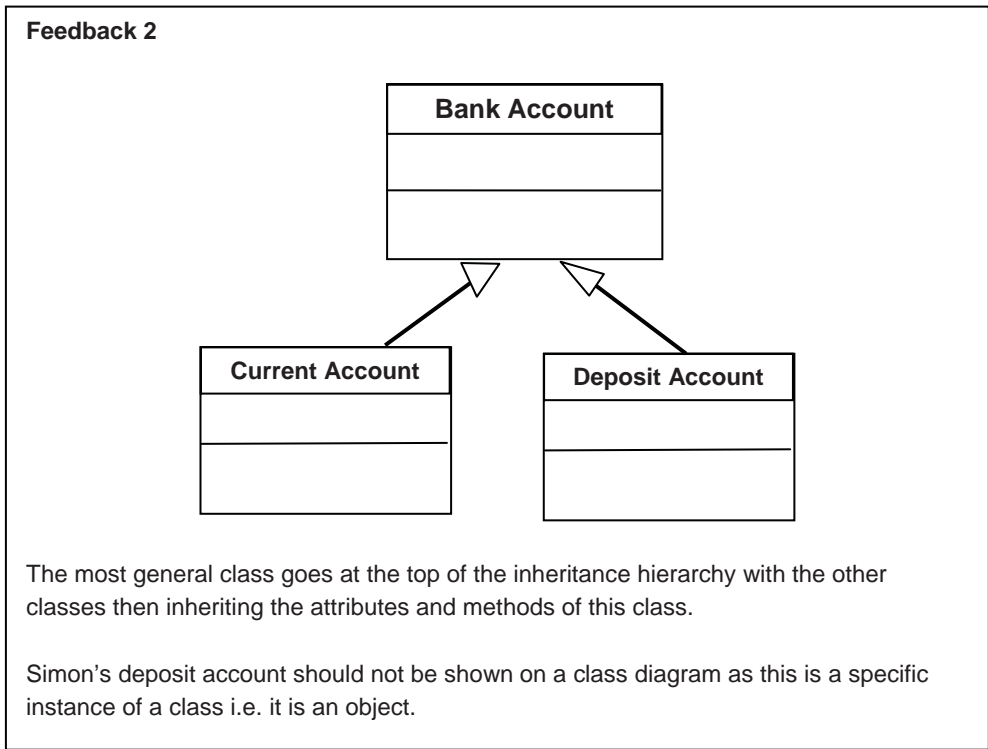 Feedback 2
Bank Account
Current Account
Deposit Account
The most general class goes at the top of the inheritance hierarchy with the other
classes then inheriting the attributes and methods of this class.
Simon’s deposit account should not be shown on a class diagram as this is a specific
instance of a class i.e. it is an object.